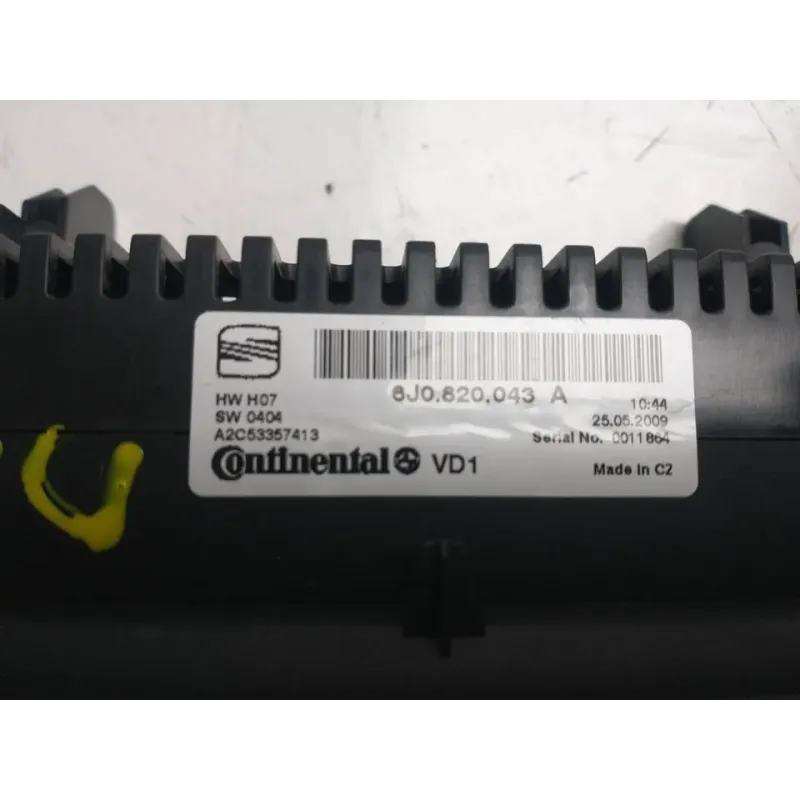 6J0.820.043 A
HW H07
SW 0404
A2C53357413
10:44
25.05.2009
Serial No. 0011864
Continental VD1
Made in C2